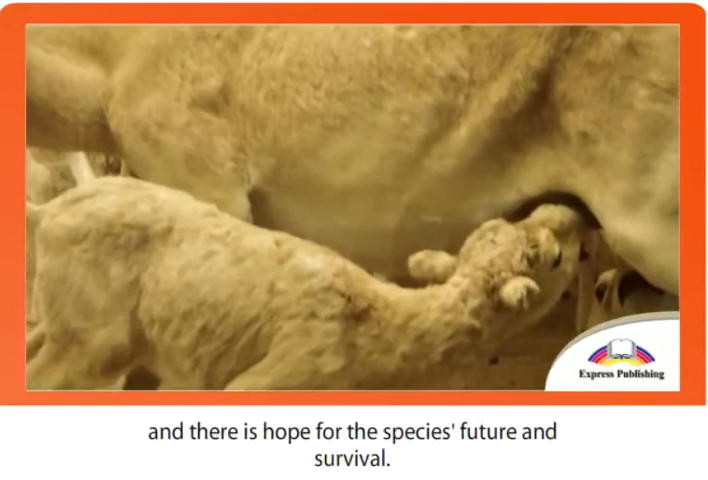 Express Publishing
and there is hope for the species' future and
survival.